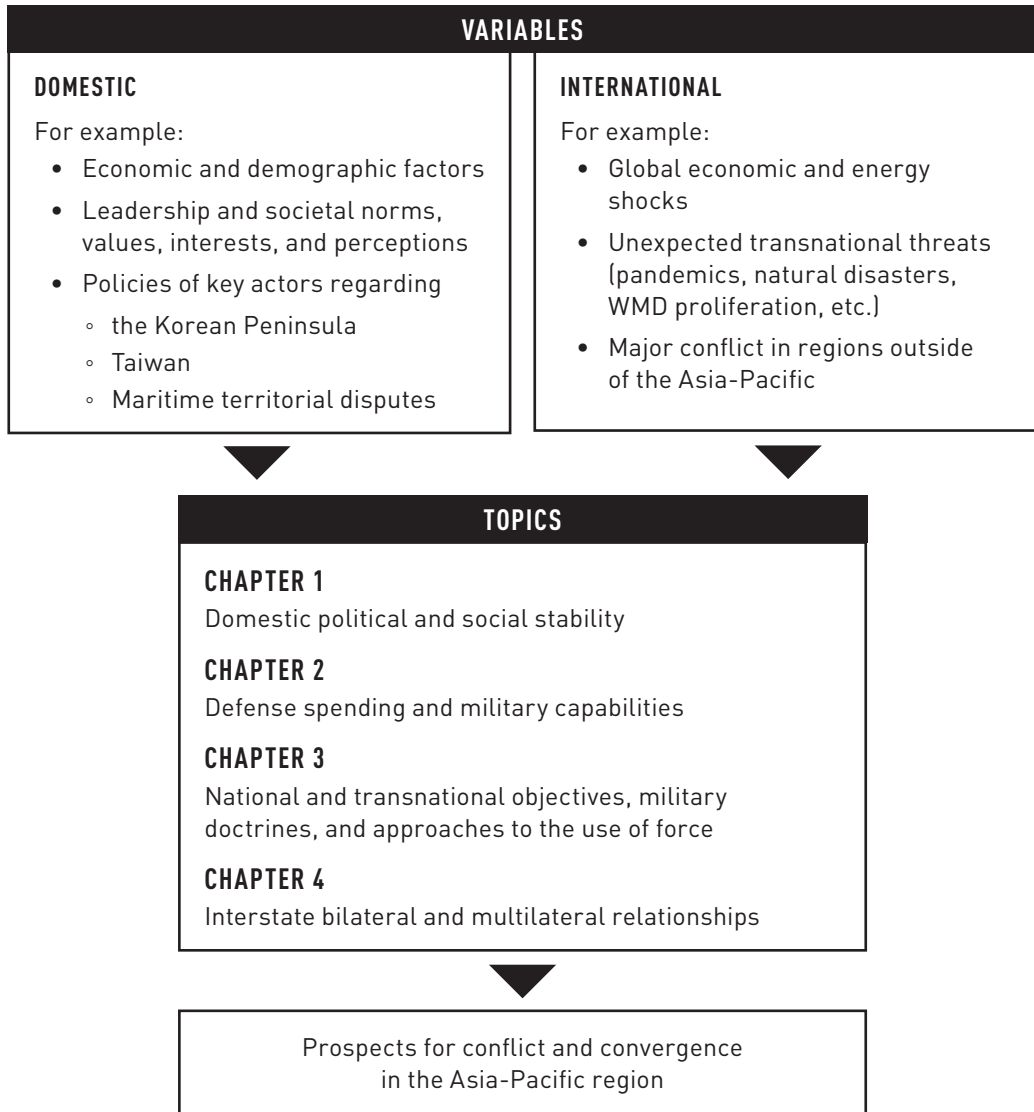 VARIABLES
DOMESTIC
For example:
• Economic and demographic factors
• Leadership and societal norms,
values, interests, and perceptions
• Policies of key actors regarding
◦ the Korean Peninsula
◦ Taiwan
◦ Maritime territorial disputes
INTERNATIONAL
For example:
• Global economic and energy
shocks
• Unexpected transnational threats
(pandemics, natural disasters,
WMD proliferation, etc.)
• Major conflict in regions outside
of the Asia-Pacific
TOPICS
CHAPTER 1
Domestic political and social stability
CHAPTER 2
Defense spending and military capabilities
CHAPTER 3
National and transnational objectives, military
doctrines, and approaches to the use of force
CHAPTER 4
Interstate bilateral and multilateral relationships
Prospects for conflict and convergence
in the Asia-Pacific region